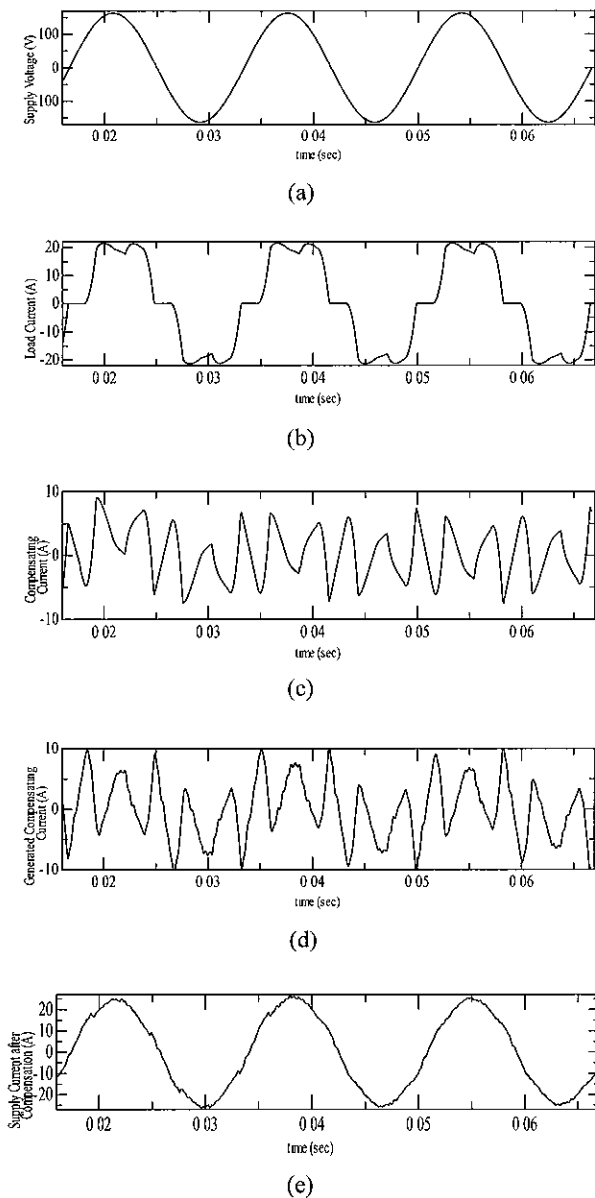 Supply Voltage (V)
100
0
100
0 02 0 03 0 04 0 05 0 06
time (sec)
(a)
Load Current (A)
20
10
0
-10
-20
0 02 0 03 0 04 0 05 0 06
time (sec)
(b)
Compensating
Current (A)
10
0
-10
0 02 0 03 0 04 0 05 0 06
time (sec)
(c)
Generated Compensating
Current (A)
10
0
-10
0 02 0 03 0 04 0 05 0 06
time (sec)
(d)
Supply Current after
Compensation (A)
20
10
0
-10
-20
0 02 0 03 0 04 0 05 0 06
time (sec)
(e)